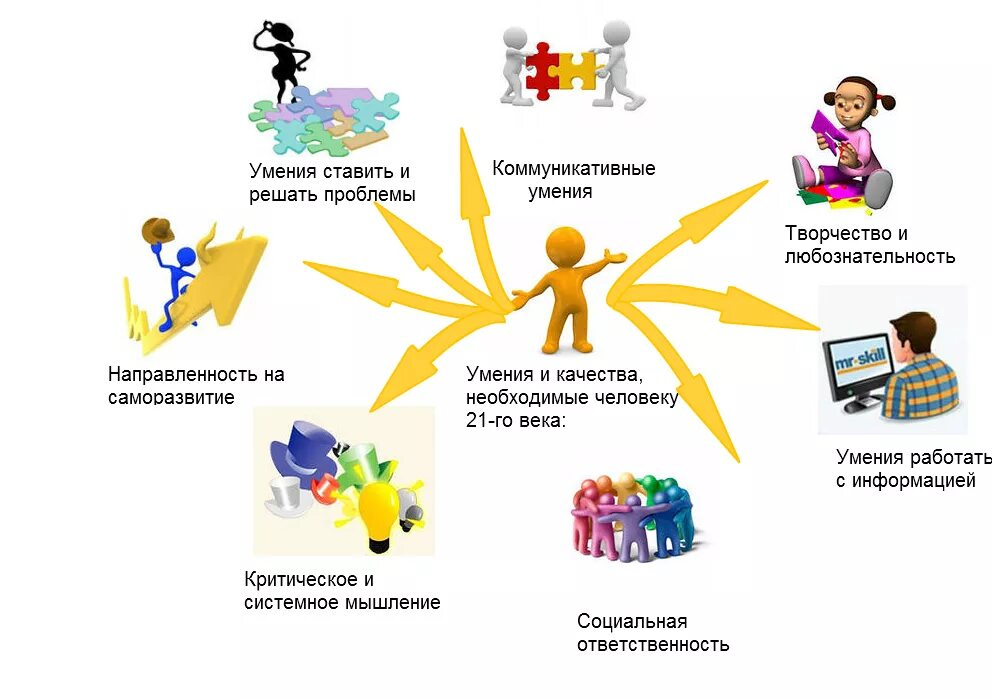 Умения ставить и
решать проблемы
Коммуникативные
умения
Творчество и
любознательность
Направленность на
саморазвитие
Умения и качества,
необходимые человеку
21-го века:
mr-skill
Умения работать
с информацией
Критическое и
системное мышление
Социальная
ответственность